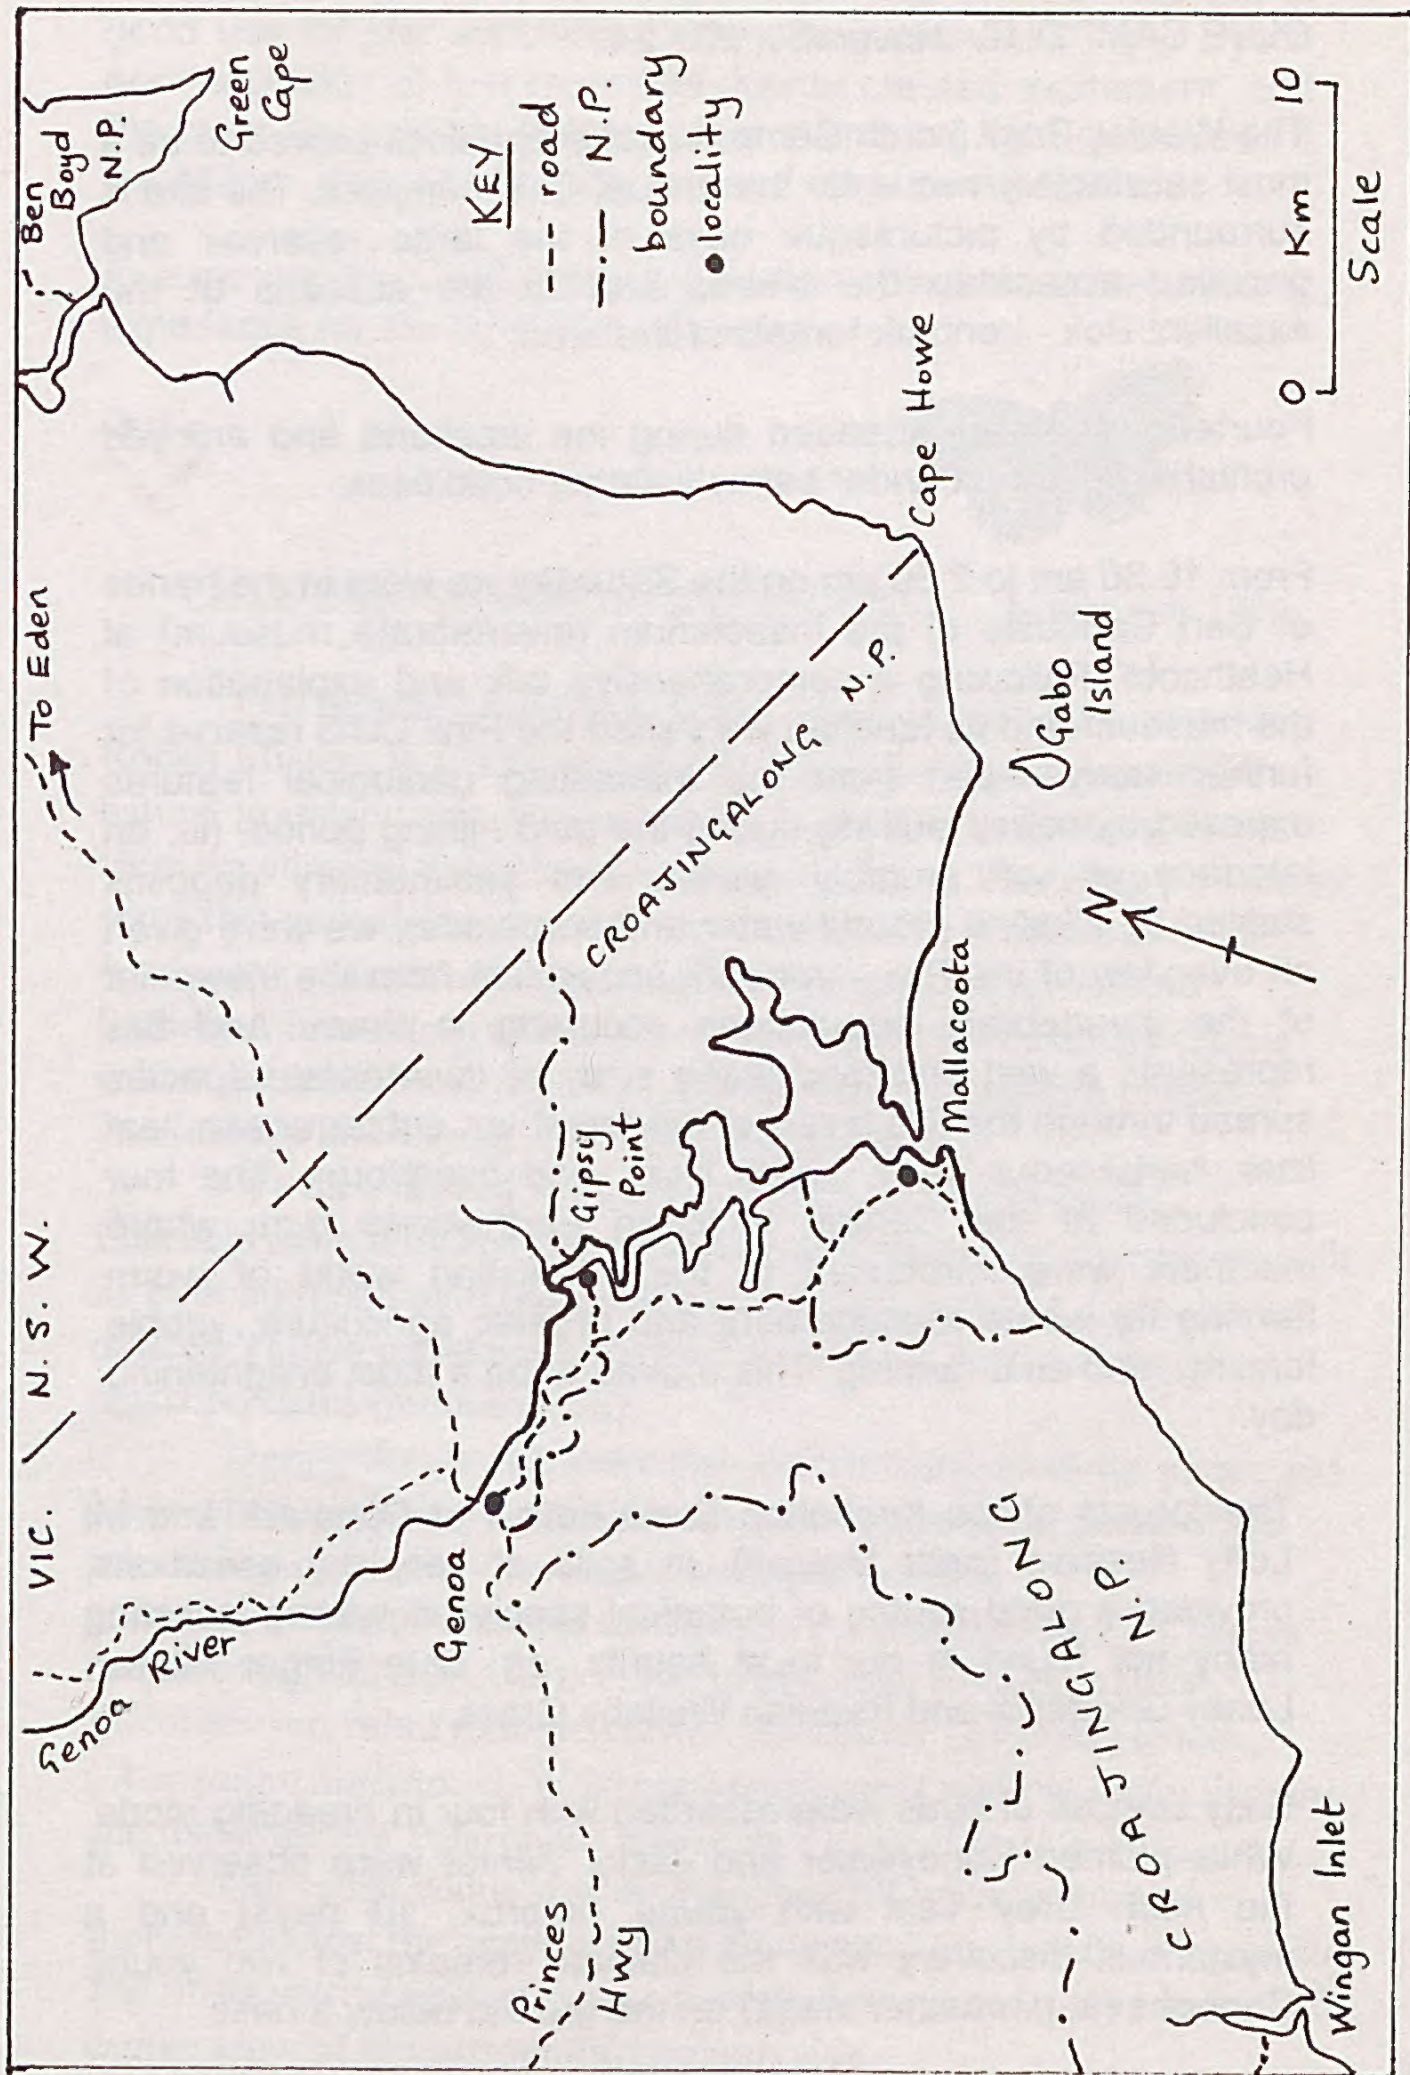 VIC.
N. S. W.
To Eden
Ben
Boyd
N.P.
Green
Cape
Genoa River
Genoa
Gipsy
Point
CROAJINGALONG
N.P.
KEY
--- road
–·– N.P.
boundary
● locality
Princes
Hwy
Mallacoota
N
Gabo
Island
Cape Howe
CROAJINGALONG
N.P.
Wingan Inlet
0 Km 10
Scale